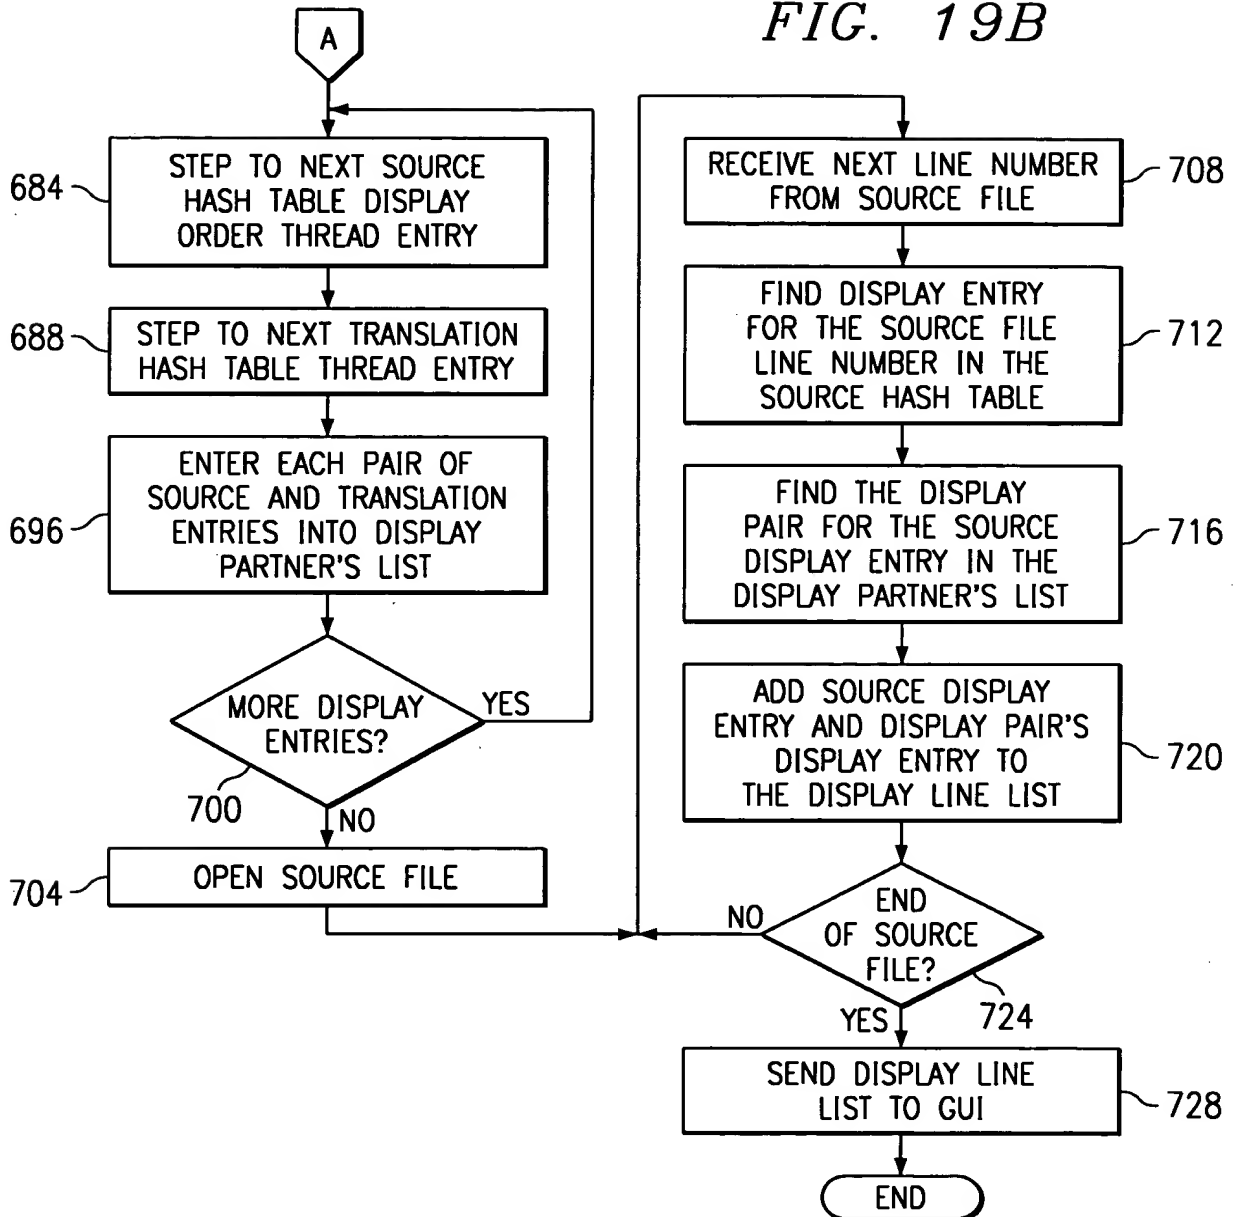 FIG. 19B
A
684
STEP TO NEXT SOURCE
HASH TABLE DISPLAY
ORDER THREAD ENTRY
688
STEP TO NEXT TRANSLATION
HASH TABLE THREAD ENTRY
696
ENTER EACH PAIR OF
SOURCE AND TRANSLATION
ENTRIES INTO DISPLAY
PARTNER'S LIST
MORE DISPLAY
ENTRIES?
YES
700
NO
704
OPEN SOURCE FILE
RECEIVE NEXT LINE NUMBER
FROM SOURCE FILE
708
FIND DISPLAY ENTRY
FOR THE SOURCE FILE
LINE NUMBER IN THE
SOURCE HASH TABLE
712
FIND THE DISPLAY
PAIR FOR THE SOURCE
DISPLAY ENTRY IN THE
DISPLAY PARTNER'S LIST
716
ADD SOURCE DISPLAY
ENTRY AND DISPLAY PAIR'S
DISPLAY ENTRY TO
THE DISPLAY LINE LIST
720
NO
END
OF SOURCE
FILE?
724
YES
SEND DISPLAY LINE
LIST TO GUI
728
END